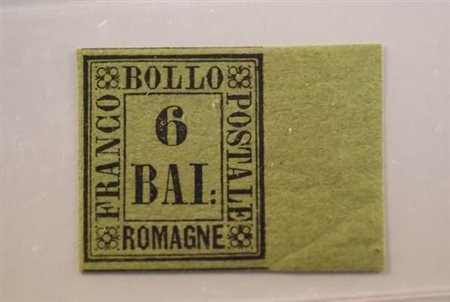 FRANCO
BOLLO
POSTALE
6
BAI:
ROMAGNE